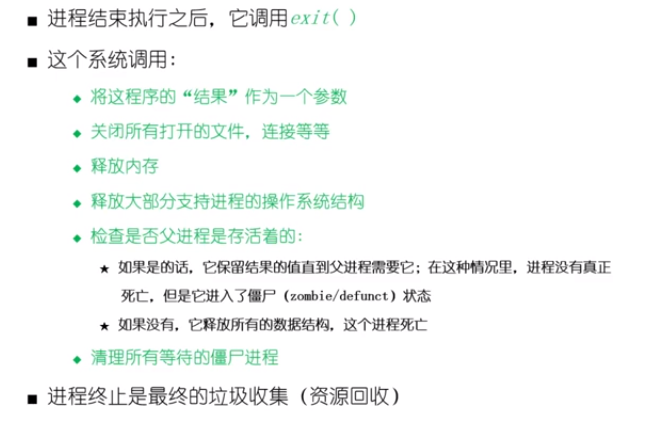 ■ 进程结束执行之后，它调用exit( )
■ 这个系统调用：
◆ 将这程序的“结果”作为一个参数
◆ 关闭所有打开的文件，连接等等
◆ 释放内存
◆ 释放大部分支持进程的操作系统结构
◆ 检查是否父进程是存活着的：
★ 如果是的话，它保留结果的值直到父进程需要它；在这种情况里，进程没有真正
死亡，但是它进入了僵尸（zombie/defunct）状态
★ 如果没有，它释放所有的数据结构，这个进程死亡
◆ 清理所有等待的僵尸进程
■ 进程终止是最终的垃圾收集（资源回收）